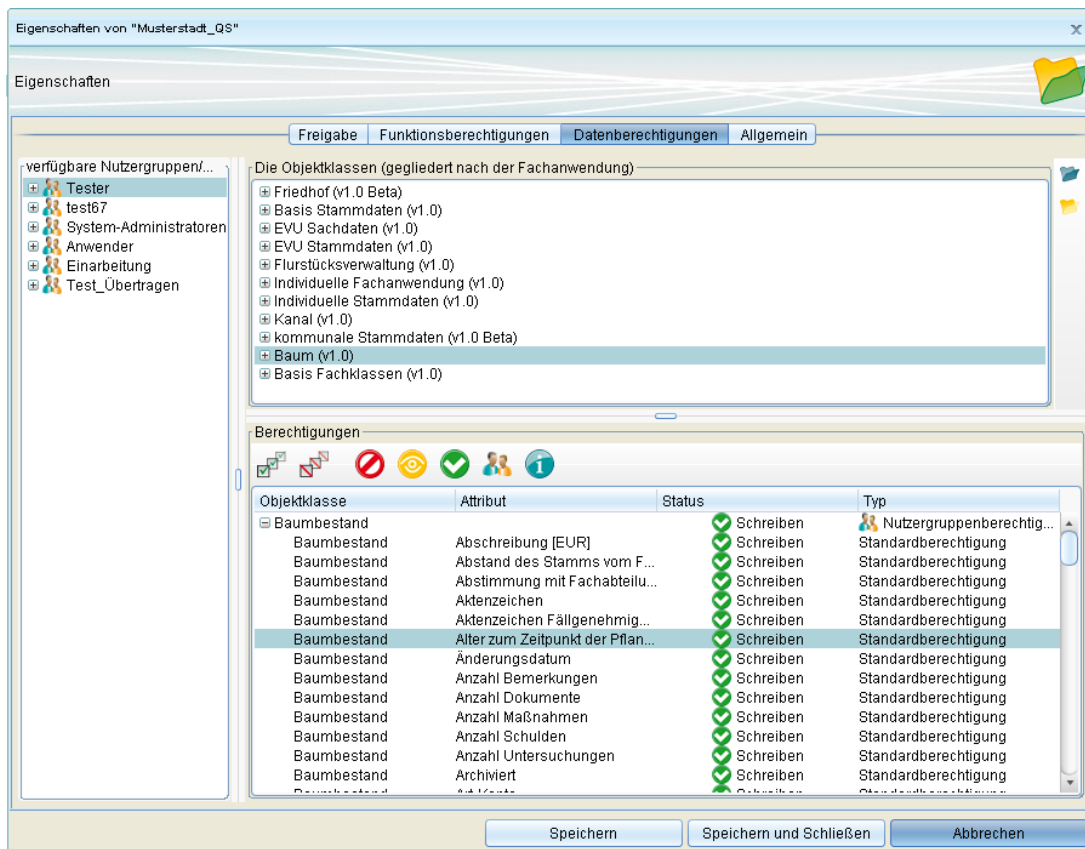 Eigenschaften von "Musterstadt_QS"
Eigenschaften
Freigabe Funktionsberechtigungen Datenberechtigungen Allgemein
verfügbare Nutzergruppen/...
Tester
test67
System-Administratoren
Anwender
Einarbeitung
Test_Übertragen
Die Objektklassen (gegliedert nach der Fachanwendung)
Friedhof (v1.0 Beta)
Basis Stammdaten (v1.0)
EVU Sachdaten (v1.0)
EVU Stammdaten (v1.0)
Flurstücksverwaltung (v1.0)
Individuelle Fachanwendung (v1.0)
Individuelle Stammdaten (v1.0)
Kanal (v1.0)
kommunale Stammdaten (v1.0 Beta)
Baum (v1.0)
Basis Fachklassen (v1.0)
Berechtigungen
Objektklasse Attribut Status Typ
Baumbestand Schreiben Nutzergruppenberechtig...
Baumbestand Abschreibung [EUR] Schreiben Standardberechtigung
Baumbestand Abstand des Stamms vom F... Schreiben Standardberechtigung
Baumbestand Abstimmung mit Fachabteilu... Schreiben Standardberechtigung
Baumbestand Aktenzeichen Schreiben Standardberechtigung
Baumbestand Aktenzeichen Fällgenehmig... Schreiben Standardberechtigung
Baumbestand Alter zum Zeitpunkt der Pflan... Schreiben Standardberechtigung
Baumbestand Änderungsdatum Schreiben Standardberechtigung
Baumbestand Anzahl Bemerkungen Schreiben Standardberechtigung
Baumbestand Anzahl Dokumente Schreiben Standardberechtigung
Baumbestand Anzahl Maßnahmen Schreiben Standardberechtigung
Baumbestand Anzahl Schulden Schreiben Standardberechtigung
Baumbestand Anzahl Untersuchungen Schreiben Standardberechtigung
Baumbestand Archiviert Schreiben Standardberechtigung
Speichern Speichern und Schließen Abbrechen